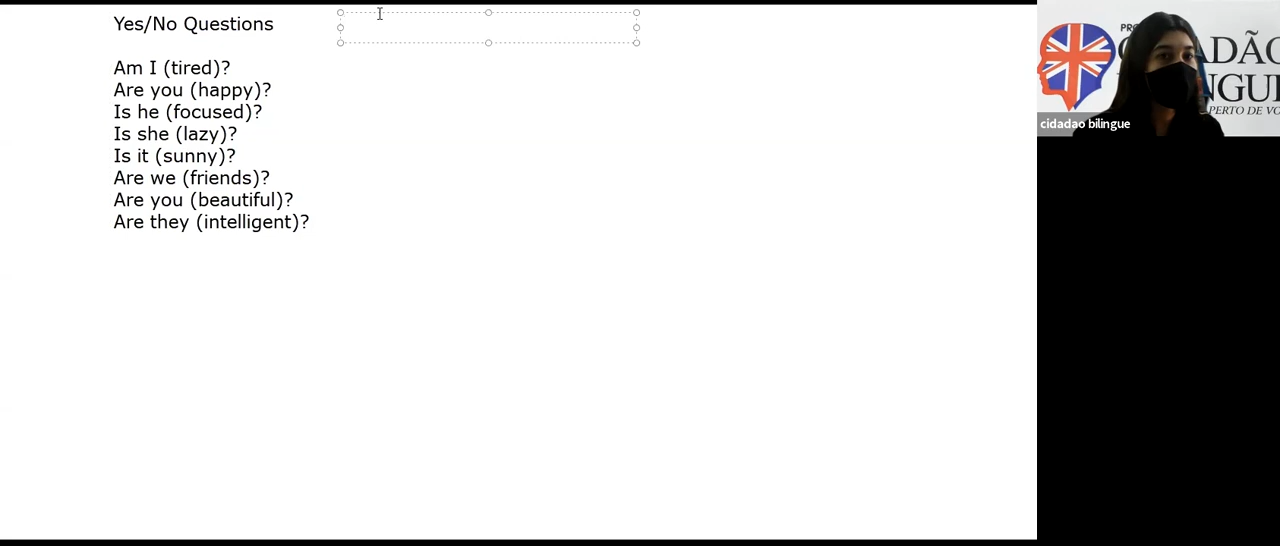 Yes/No Questions
Am I (tired)?
Are you (happy)?
Is he (focused)?
Is she (lazy)?
Is it (sunny)?
Are we (friends)?
Are you (beautiful)?
Are they (intelligent)?
cidadao bilingue